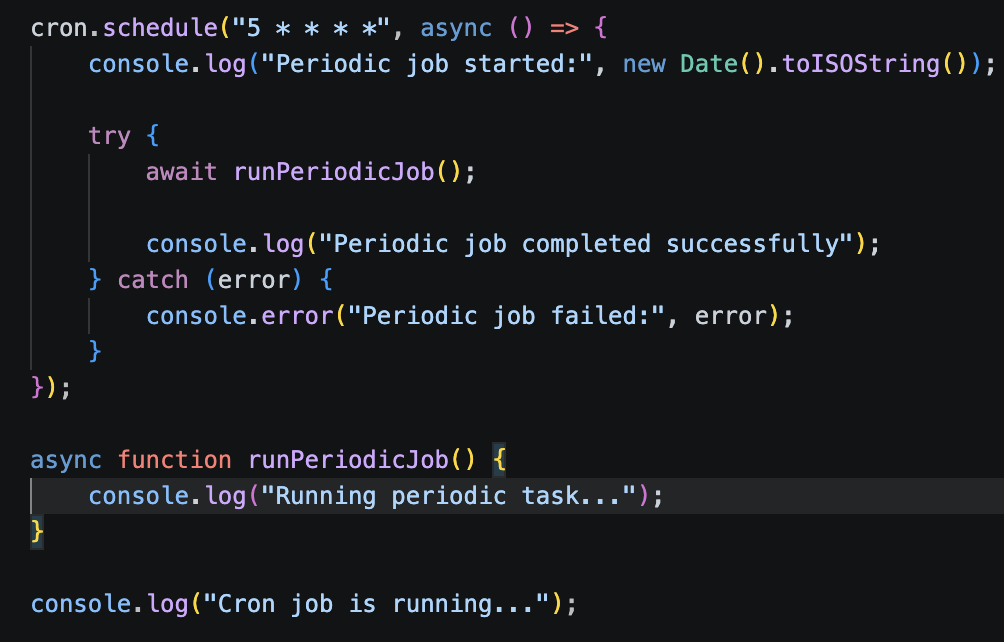 cron.schedule("5 * * * *", async () => {
console.log("Periodic job started:", new Date().toISOString());
try {
await runPeriodicJob();
console.log("Periodic job completed successfully");
} catch (error) {
console.error("Periodic job failed:", error);
}
});
async function runPeriodicJob() {
console.log("Running periodic task...");
}
console.log("Cron job is running...");